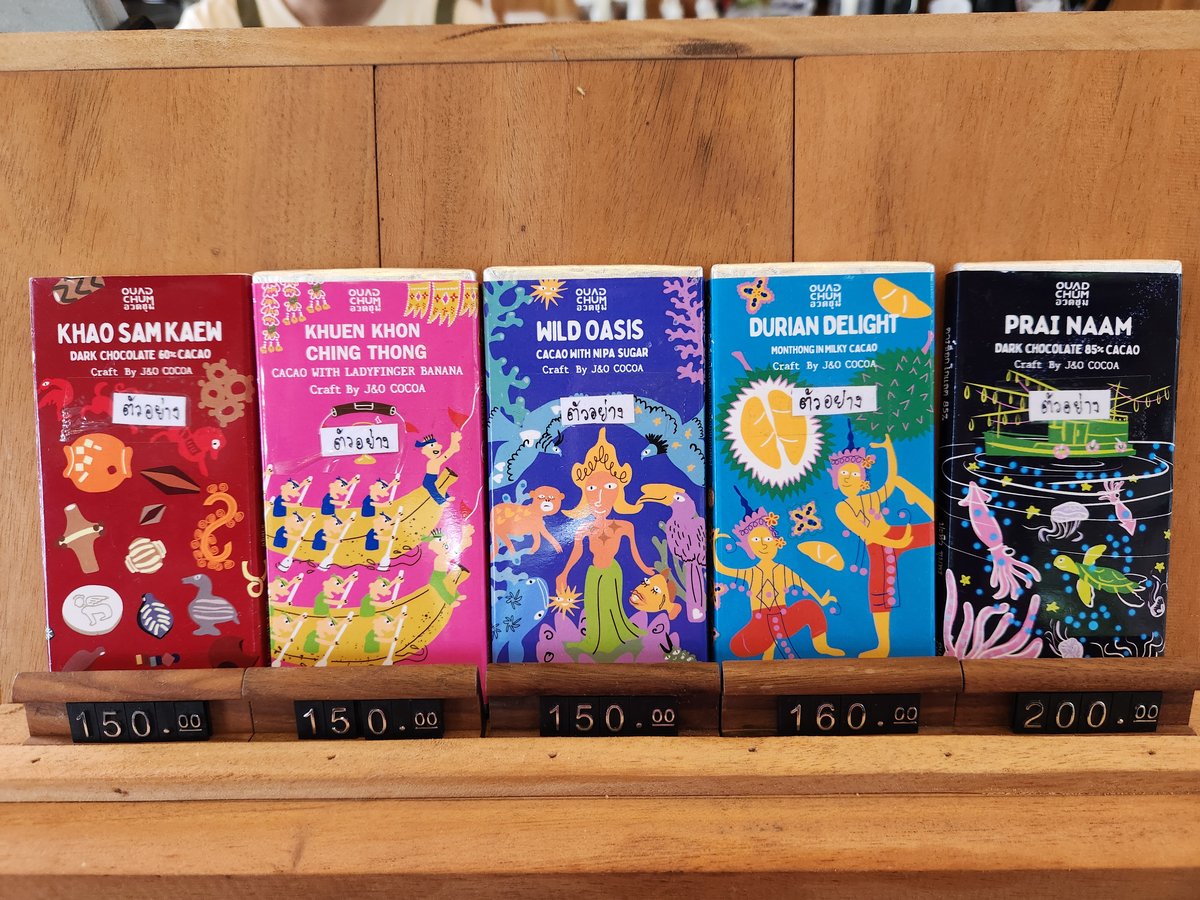 OUAD
CHUM
อวดชุม
KHAO SAM KAEW
DARK CHOCOLATE 60% CACAO
Craft By J&O COCOA
ตัวอย่าง
150.00
OUAD
CHUM
อวดชุม
KHUEN KHON
CHING THONG
CACAO WITH LADYFINGER BANANA
Craft By J&O COCOA
ตัวอย่าง
150.00
OUAD
CHUM
อวดชุม
WILD OASIS
CACAO WITH NIPA SUGAR
Craft By J&O COCOA
ตัวอย่าง
150.00
OUAD
CHUM
อวดชุม
DURIAN DELIGHT
MONTHONG IN MILKY CACAO
Craft By J&O COCOA
ตัวอย่าง
160.00
OUAD
CHUM
อวดชุม
PRAI NAAM
DARK CHOCOLATE 85% CACAO
Craft By J&O COCOA
ตัวอย่าง
200.00